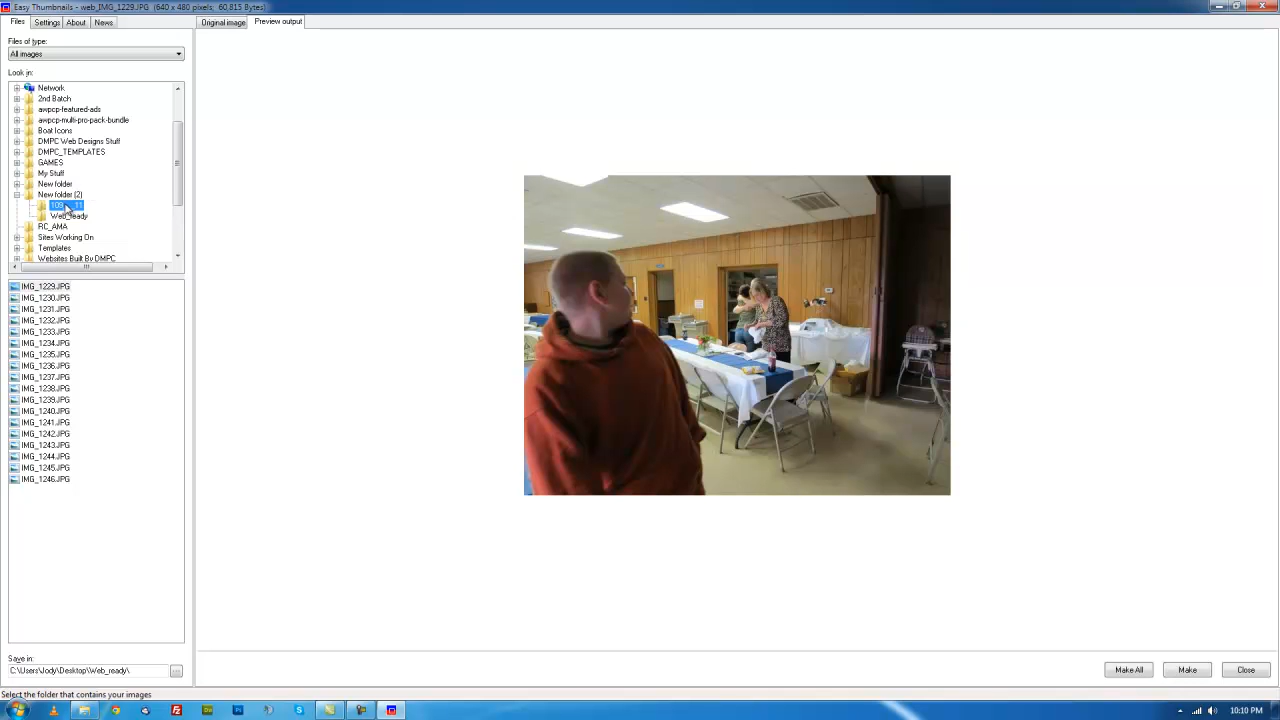 Easy Thumbnails - web_IMG_1229.JPG (640 x 480 pixels; 60,815 Bytes)
Files Settings About News Original image Preview output
Files of type:
All images
Look in:
Network
2nd Batch
awpcp-featured-ads
awpcp-multi-pro-pack-bundle
Boat Icons
DMPC Web Designs Stuff
DMPC_TEMPLATES
GAMES
My Stuff
New folder
New folder (2)
Web_ready
RC_AMA
Sites Working On
Templates
Websites Built By DMPC
IMG_1229.JPG
IMG_1230.JPG
IMG_1231.JPG
IMG_1232.JPG
IMG_1233.JPG
IMG_1234.JPG
IMG_1235.JPG
IMG_1236.JPG
IMG_1237.JPG
IMG_1238.JPG
IMG_1239.JPG
IMG_1240.JPG
IMG_1241.JPG
IMG_1242.JPG
IMG_1243.JPG
IMG_1244.JPG
IMG_1245.JPG
IMG_1246.JPG
Save in:
C:\Users\Jody\Desktop\Web_ready\ ...
Make All Make Close
Select the folder that contains your images
10:10 PM